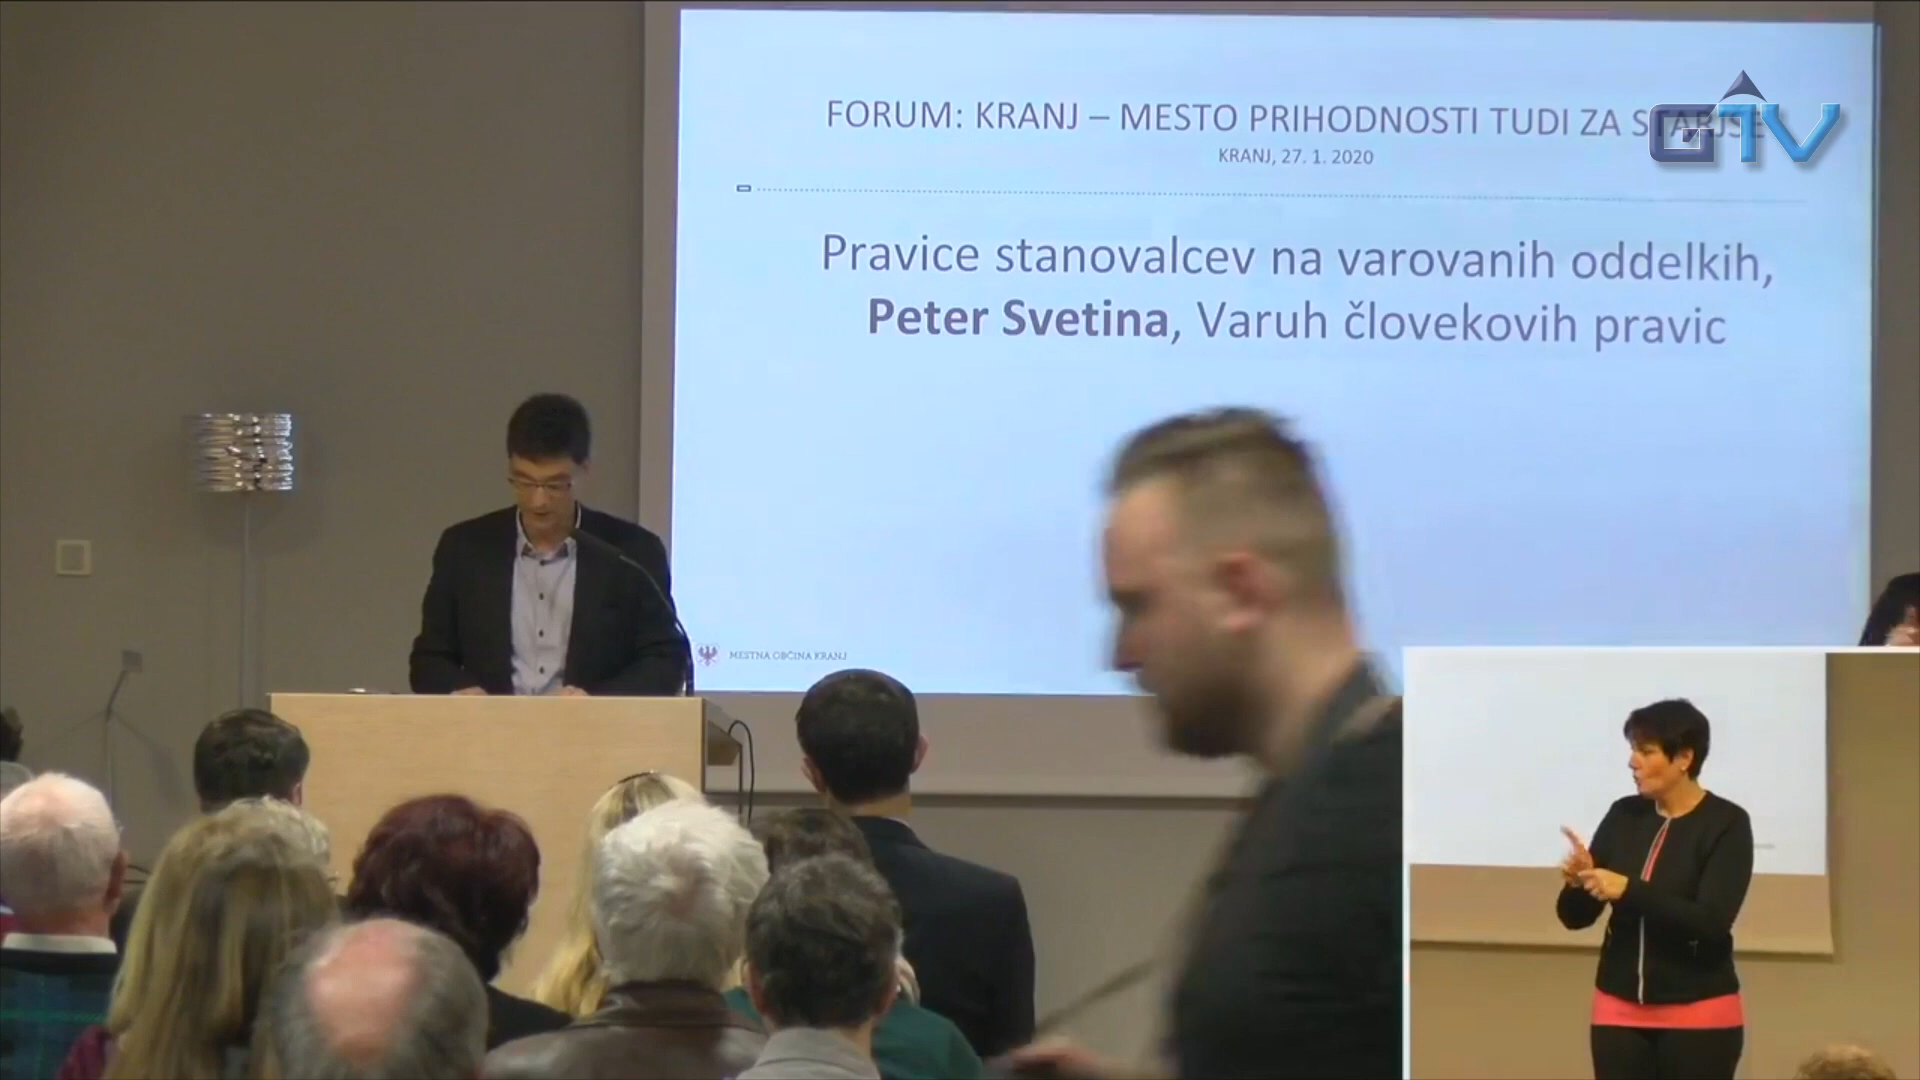 FORUM: KRANJ – MESTO PRIHODNOSTI TUDI ZA STAREJŠE
KRANJ, 27. 1. 2020
GTV
Pravice stanovalcev na varovanih oddelkih,
Peter Svetina, Varuh človekovih pravic
MESTNA OBČINA KRANJ